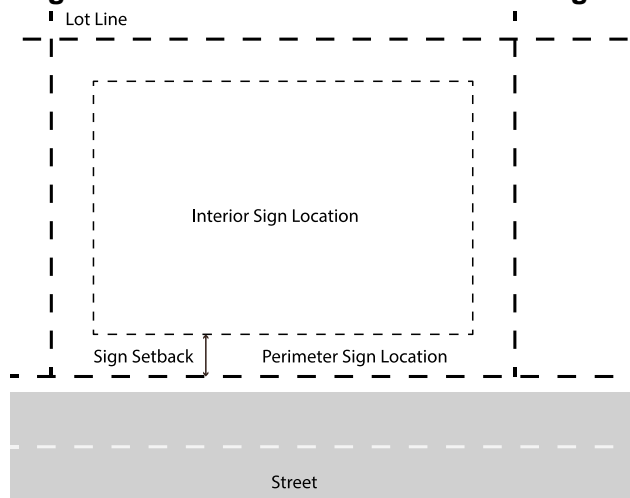 Lot Line
Interior Sign Location
Sign Setback
Perimeter Sign Location
Street